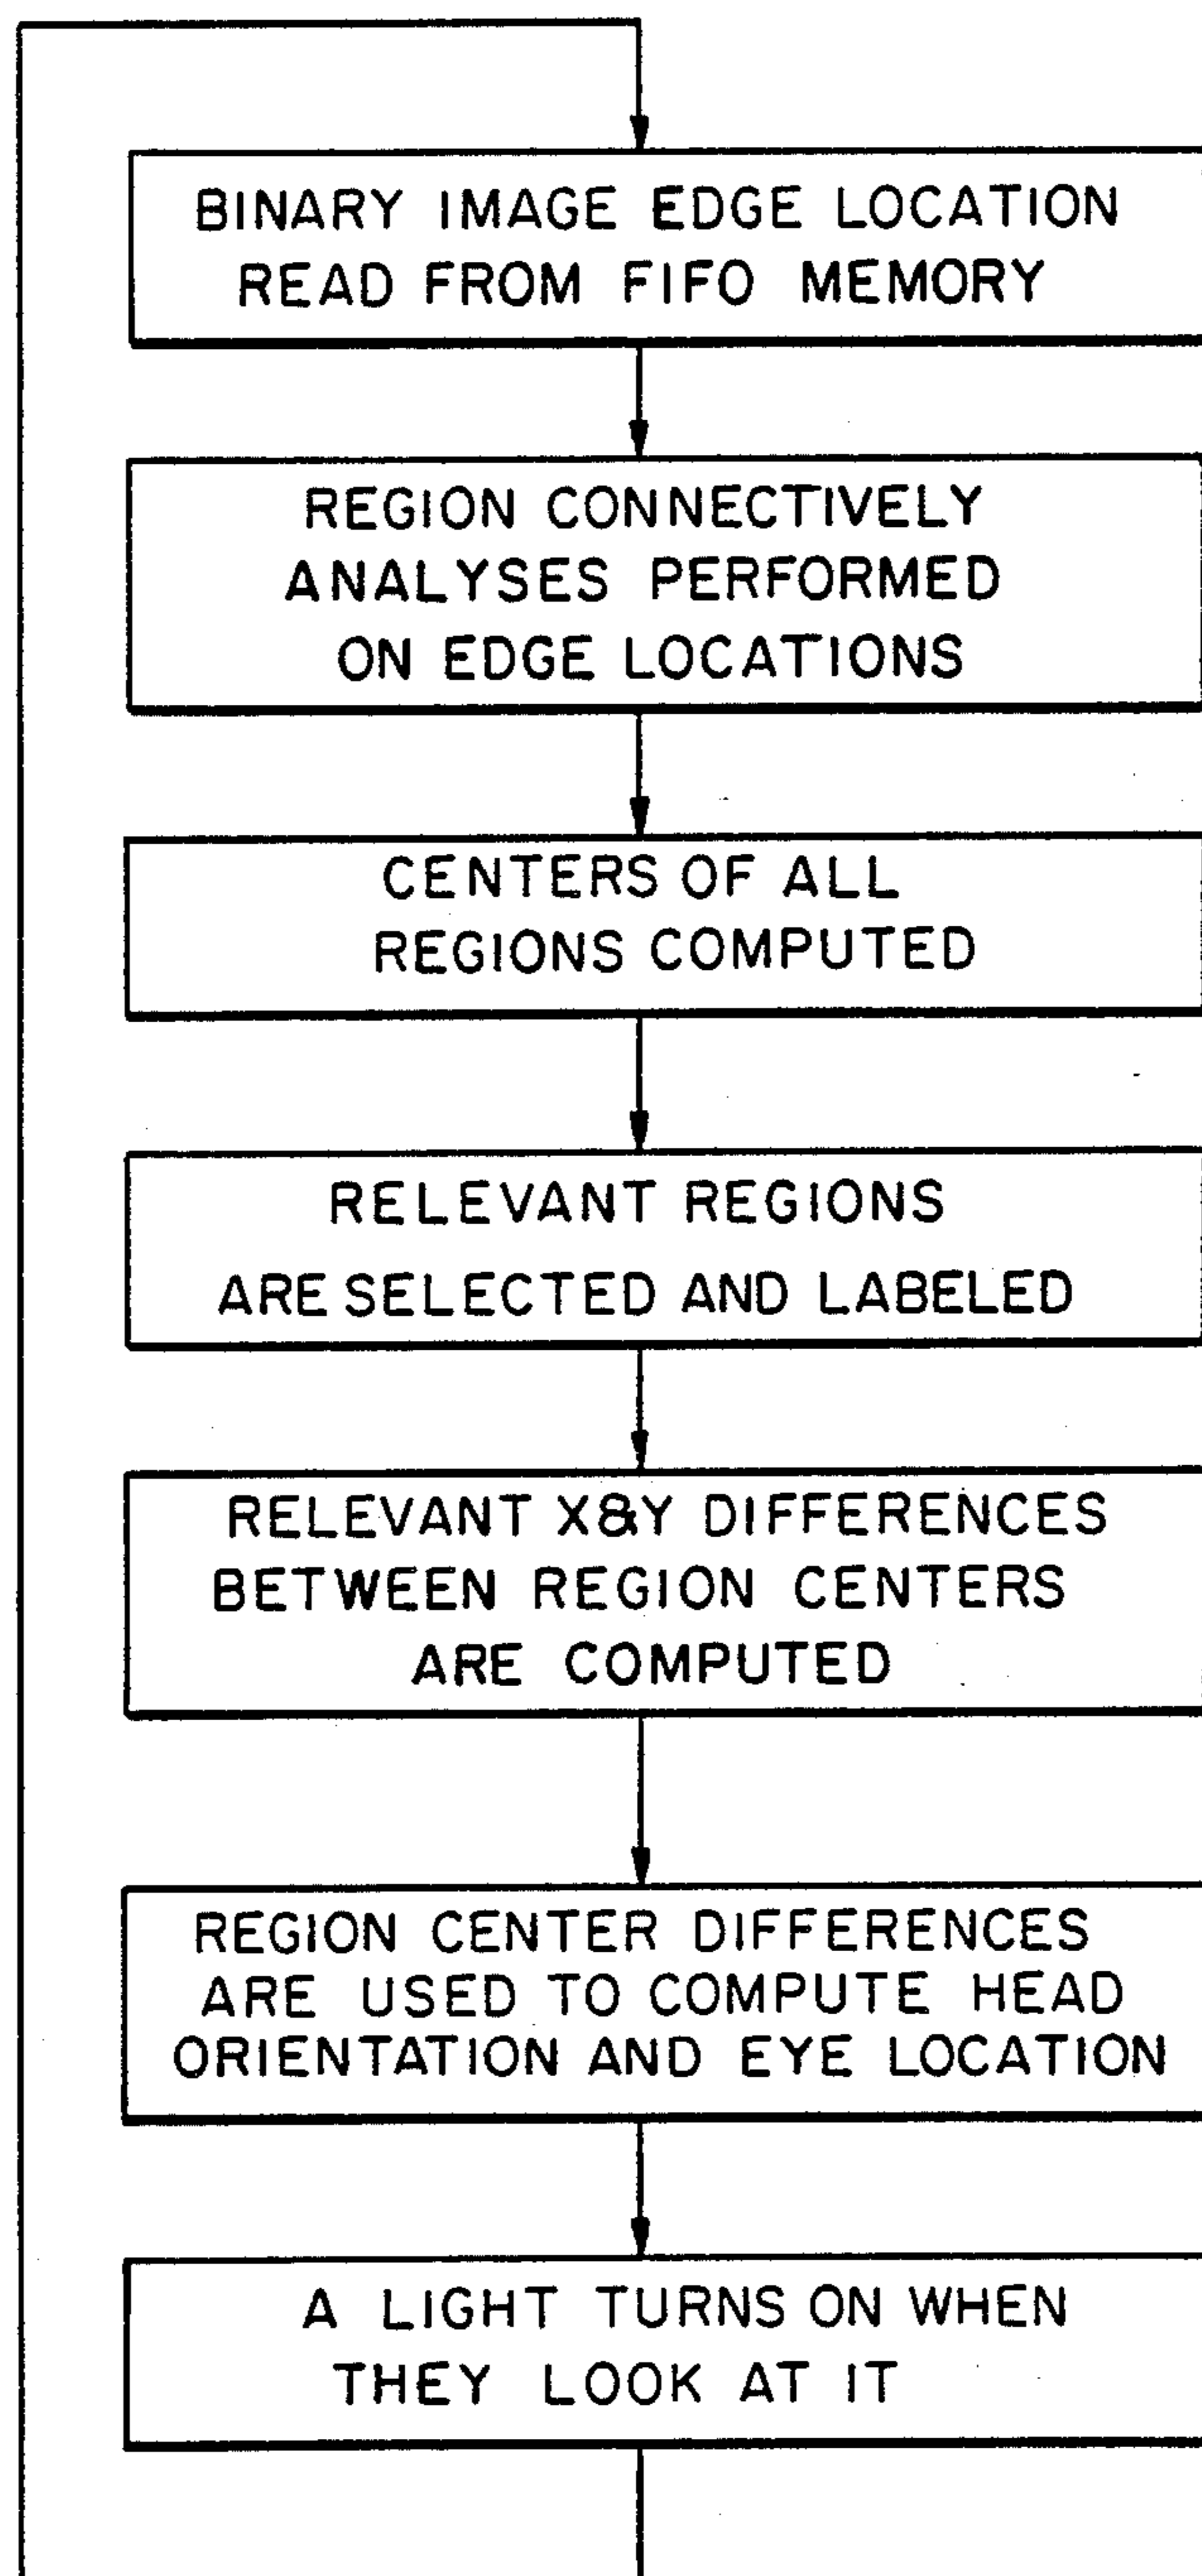 BINARY IMAGE EDGE LOCATION
READ FROM FIFO MEMORY
REGION CONNECTIVELY
ANALYSES PERFORMED
ON EDGE LOCATIONS
CENTERS OF ALL
REGIONS COMPUTED
RELEVANT REGIONS
ARE SELECTED AND LABELED
RELEVANT X&Y DIFFERENCES
BETWEEN REGION CENTERS
ARE COMPUTED
REGION CENTER DIFFERENCES
ARE USED TO COMPUTE HEAD
ORIENTATION AND EYE LOCATION
A LIGHT TURNS ON WHEN
THEY LOOK AT IT